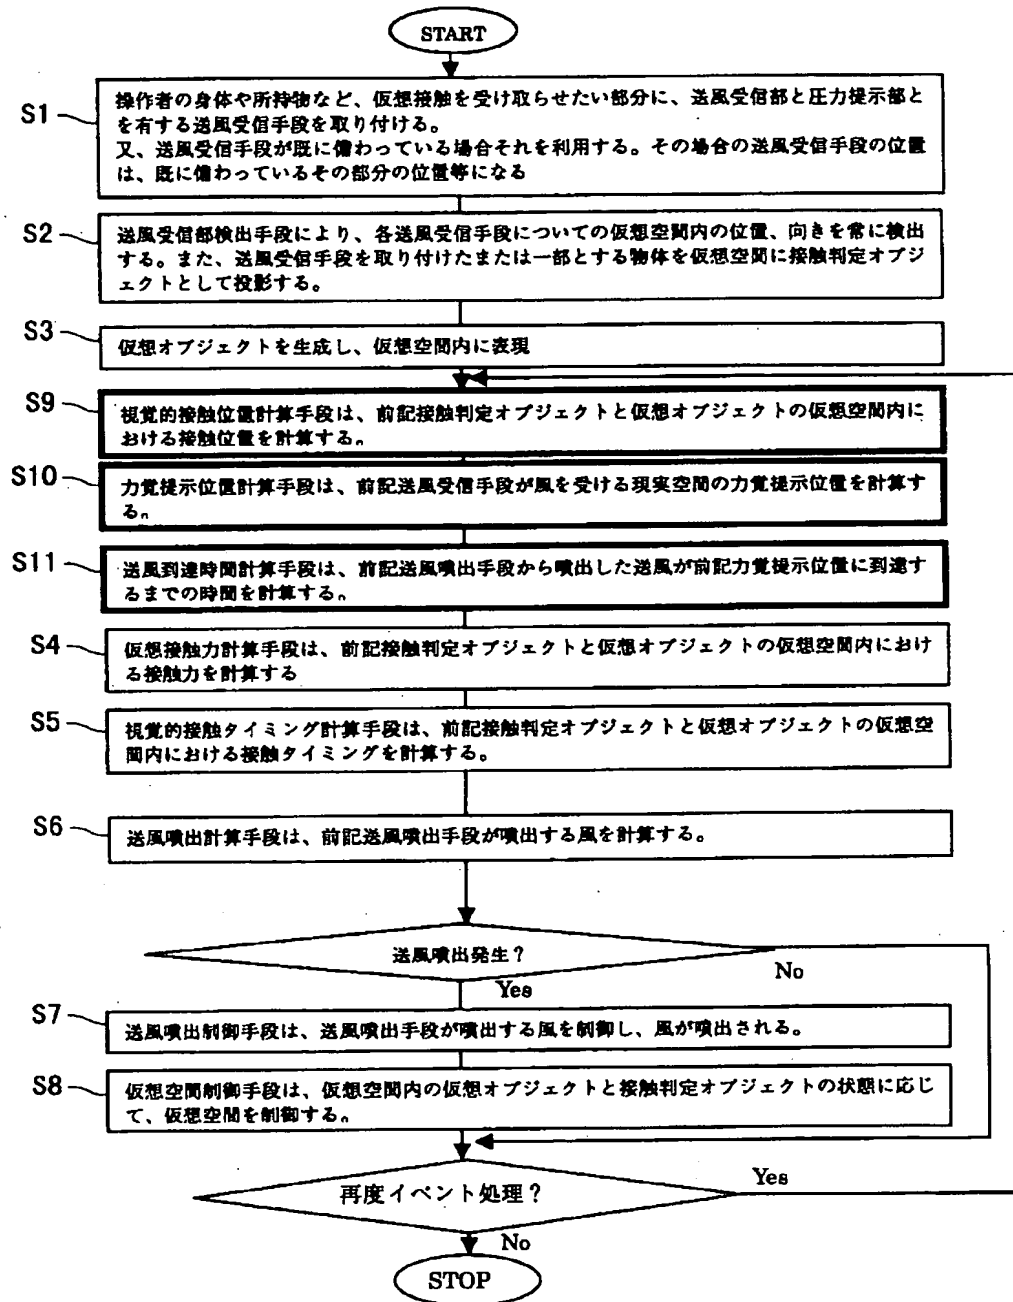 START
S1
操作者の身体や所持物など、仮想接触を受け取らせたい部分に、送風受信部と圧力提示部と
を有する送風受信手段を取り付ける。
又、送風受信手段が既に備わっている場合それを利用する。その場合の送風受信手段の位置
は、既に備わっているその部分の位置等になる
S2
送風受信部検出手段により、各送風受信手段についての仮想空間内の位置、向きを常に検出
する。また、送風受信手段を取り付けたまたは一部とする物体を仮想空間に接触判定オブジ
ェクトとして投影する。
S3
仮想オブジェクトを生成し、仮想空間内に表現
S9
視覚的接触位置計算手段は、前記接触判定オブジェクトと仮想オブジェクトの仮想空間内に
おける接触位置を計算する。
S10
力覚提示位置計算手段は、前記送風受信手段が風を受ける現実空間の力覚提示位置を計算す
る。
S11
送風到達時間計算手段は、前記送風噴出手段から噴出した送風が前記力覚提示位置に到達す
るまでの時間を計算する。
S4
仮想接触力計算手段は、前記接触判定オブジェクトと仮想オブジェクトの仮想空間内におけ
る接触力を計算する
S5
視覚的接触タイミング計算手段は、前記接触判定オブジェクトと仮想オブジェクトの仮想空
間内における接触タイミングを計算する。
S6
送風噴出計算手段は、前記送風噴出手段が噴出する風を計算する。
送風噴出発生？
No
Yes
S7
送風噴出制御手段は、送風噴出手段が噴出する風を制御し、風が噴出される。
S8
仮想空間制御手段は、仮想空間内の仮想オブジェクトと接触判定オブジェクトの状態に応じ
て、仮想空間を制御する。
再度イベント処理？
Yes
No
STOP